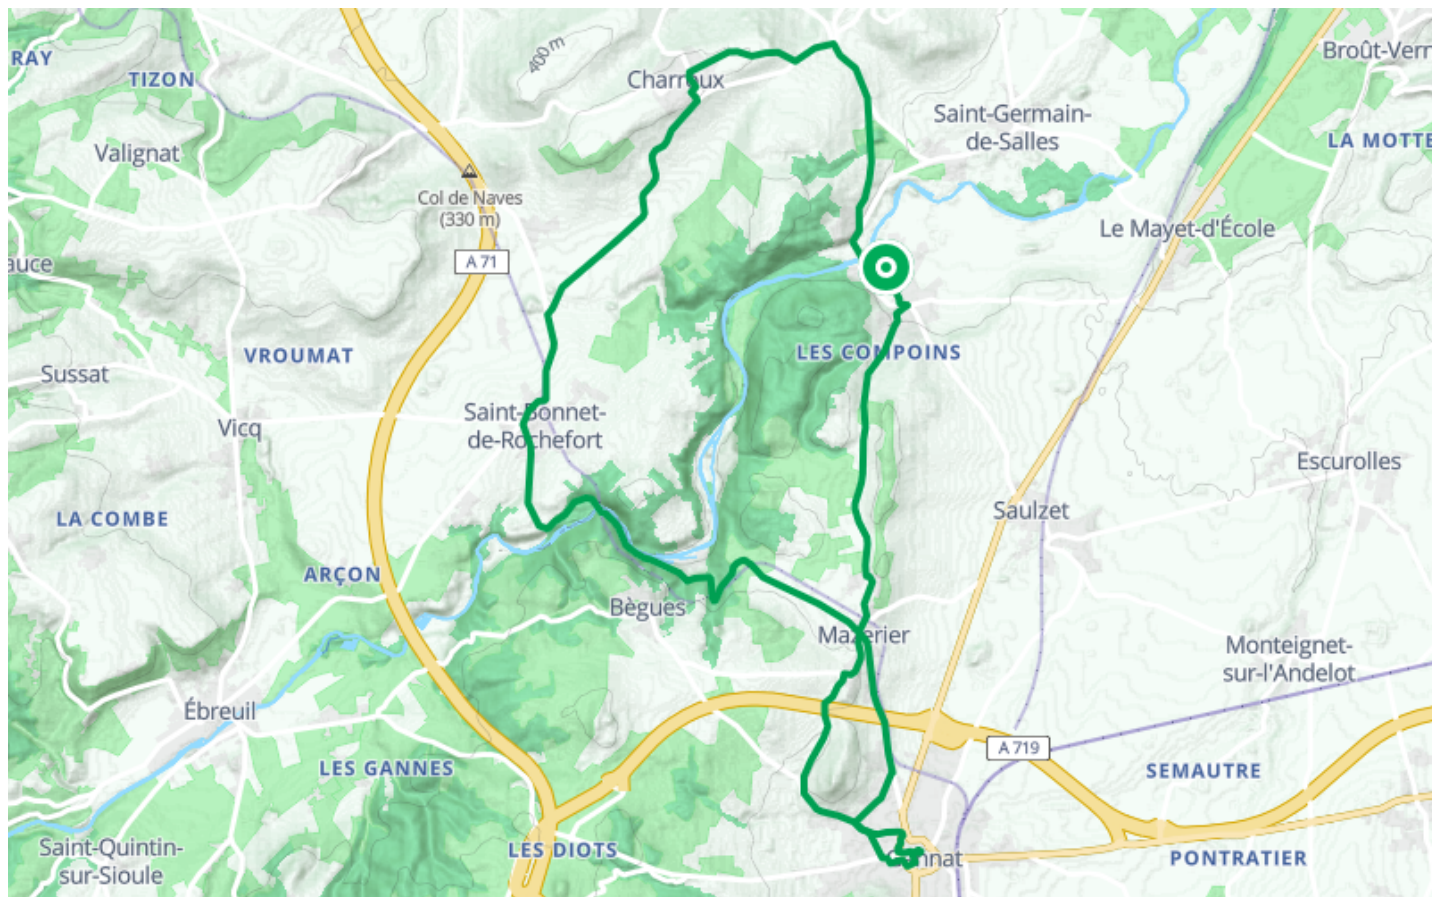 RAY
TIZON
400 m
Broût-Vern
Saint-Germain-
de-Salles
LA MOTTE
Valignat
Col de Naves
(330 m)
Le Mayet-d'École
auce
A 71
VROUMAT
LES COMPOINS
Sussat
Saint-Bonnet-
de-Rochefort
Vicq
Escurolles
LA COMBE
Saulzet
ARÇON
Bègues
Mazerier
Monteignet-
sur-l'Andelot
Ébreuil
A 719
LES GANNES
SEMAUTRE
Saint-Quintin-
sur-Sioule
LES DIOTS
nnat
PONTRATIER